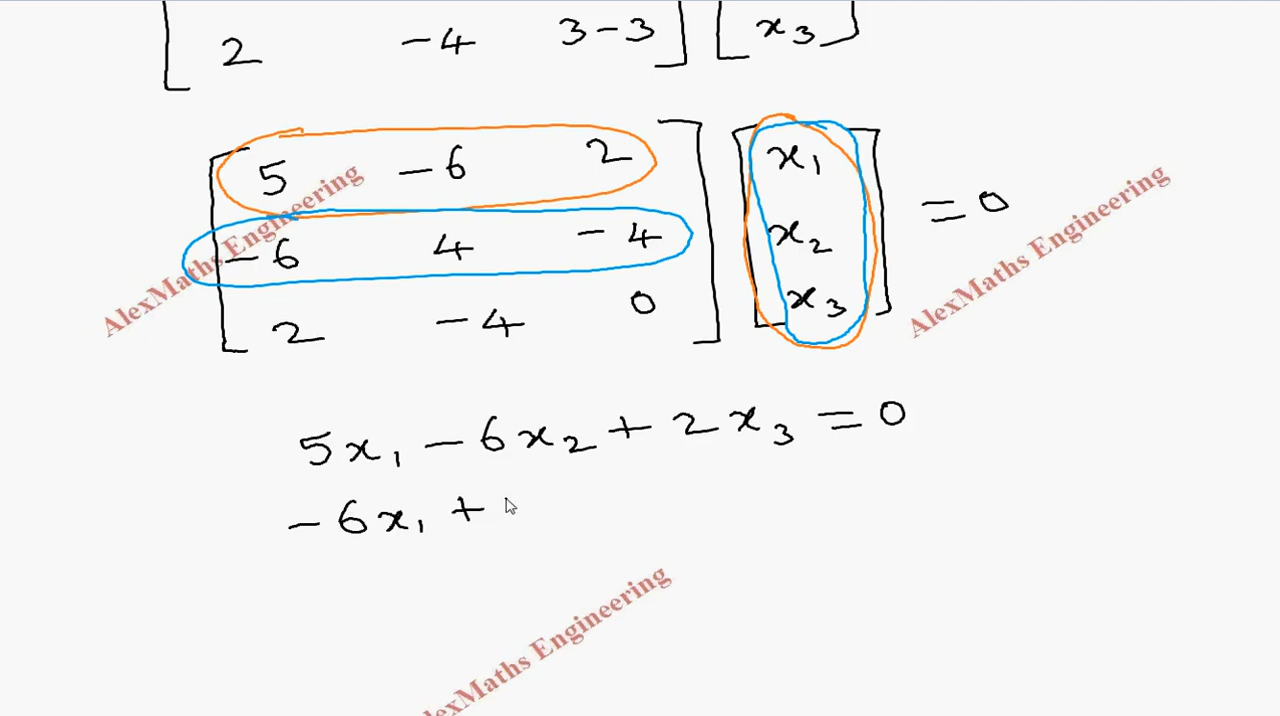 2 -4 3-3 x₃
5 -6 2 x₁
-6 4 -4 x₂ =0
2 -4 0 x₃
5x₁ - 6x₂ + 2x₃ = 0
-6x₁ +
AlexMaths Engineering
AlexMaths Engineering
AlexMaths Engineering